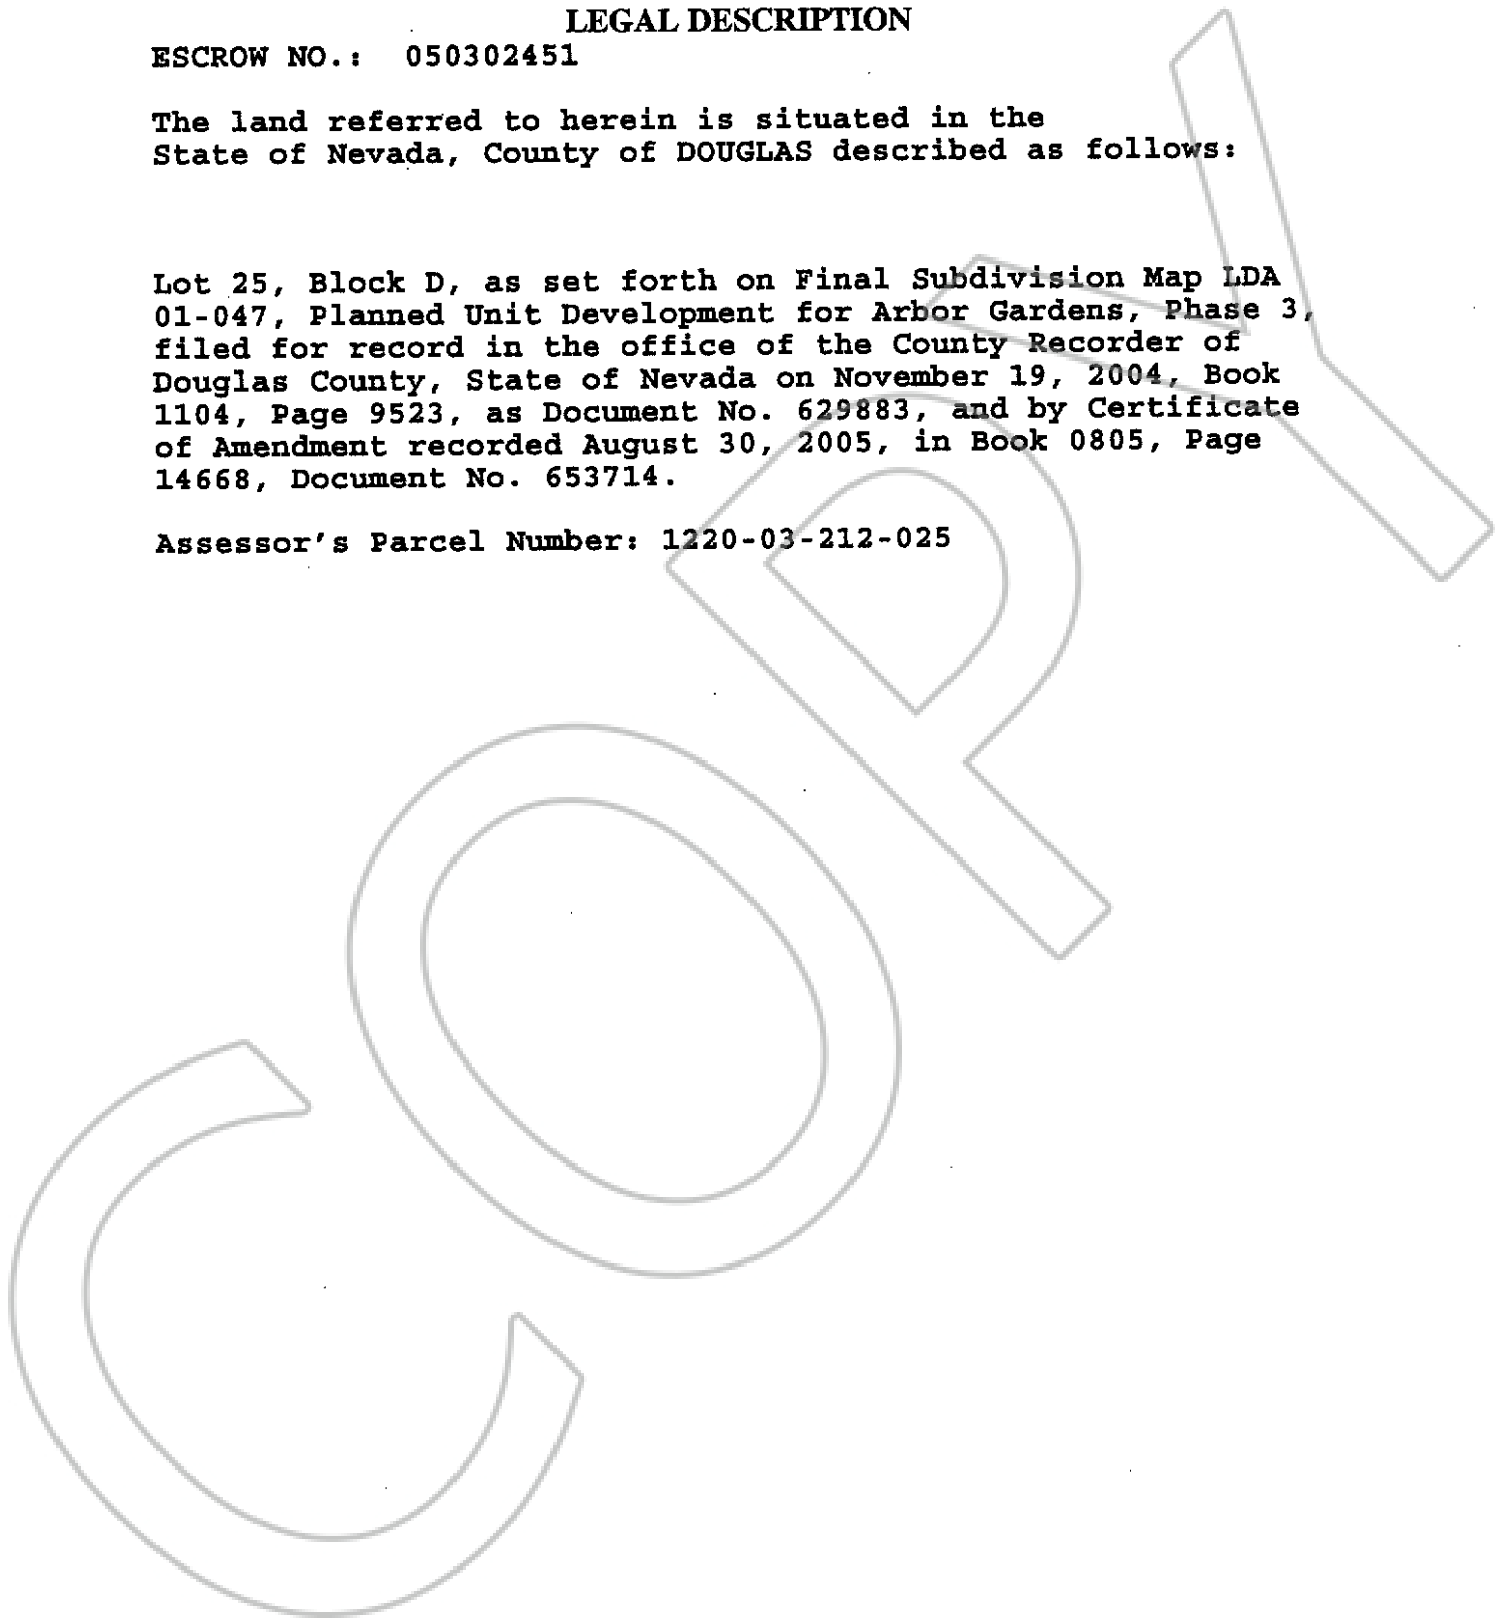 LEGAL DESCRIPTION
ESCROW NO.: 050302451
The land referred to herein is situated in the
State of Nevada, County of DOUGLAS described as follows:
Lot 25, Block D, as set forth on Final Subdivision Map LDA
01-047, Planned Unit Development for Arbor Gardens, Phase 3,
filed for record in the office of the County Recorder of
Douglas County, State of Nevada on November 19, 2004, Book
1104, Page 9523, as Document No. 629883, and by Certificate
of Amendment recorded August 30, 2005, in Book 0805, Page
14668, Document No. 653714.
Assessor's Parcel Number: 1220-03-212-025
COPY